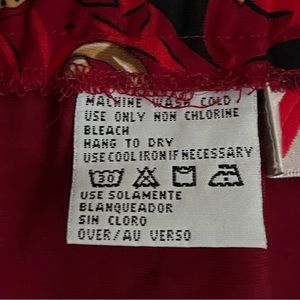 MACHINE WASH COLD
USE ONLY NON CHLORINE
BLEACH
HANG TO DRY
USE COOL IRON IF NECESSARY
30
USE SOLAMENTE
BLANQUEADOR
SIN CLORO
OVER/AU VERSO